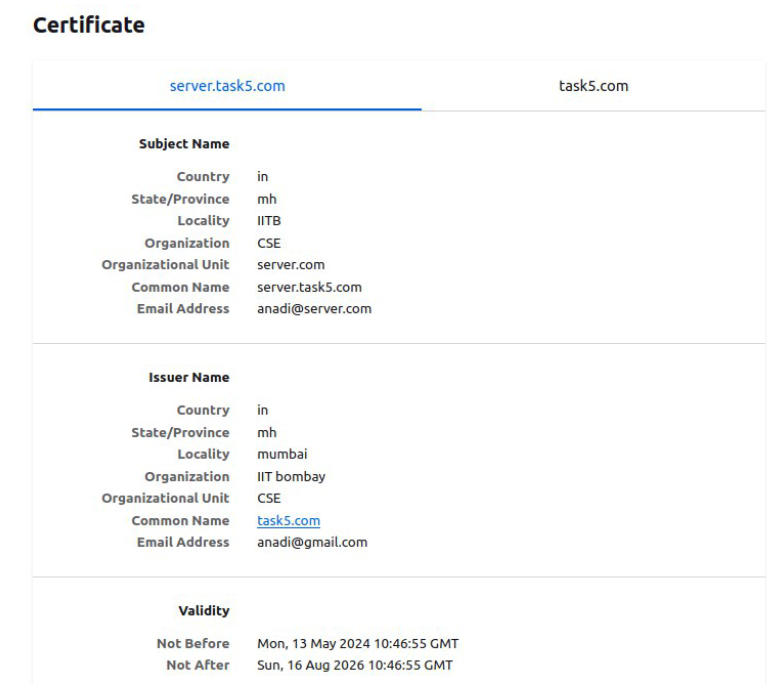 Certificate
server.task5.com task5.com
Subject Name
Country in
State/Province mh
Locality IITB
Organization CSE
Organizational Unit server.com
Common Name server.task5.com
Email Address anadi@server.com
Issuer Name
Country in
State/Province mh
Locality mumbai
Organization IIT bombay
Organizational Unit CSE
Common Name task5.com
Email Address anadi@gmail.com
Validity
Not Before Mon, 13 May 2024 10:46:55 GMT
Not After Sun, 16 Aug 2026 10:46:55 GMT